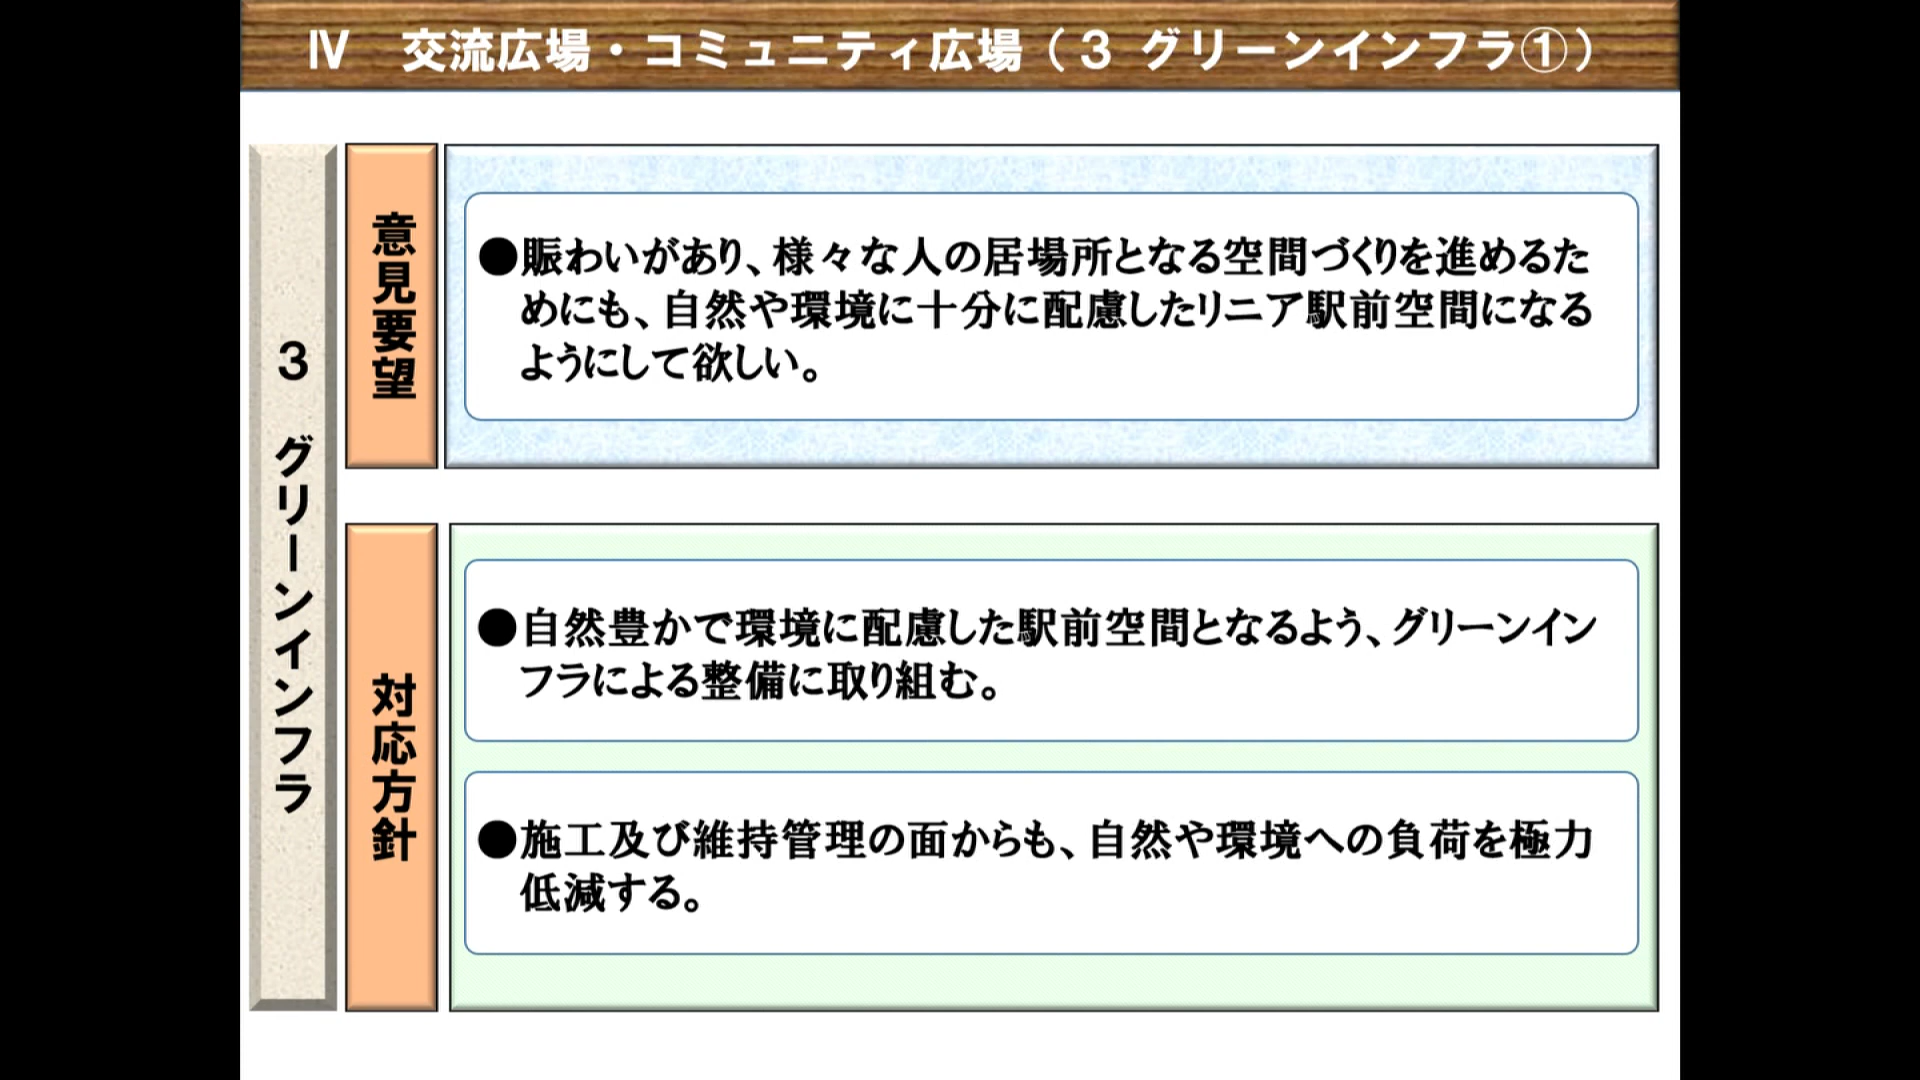 Ⅳ 交流広場・コミュニティ広場（３ グリーンインフラ①）
３ グリーンインフラ
意見要望
●賑わいがあり、様々な人の居場所となる空間づくりを進めるた
めにも、自然や環境に十分に配慮したリニア駅前空間になる
ようにして欲しい。
対応方針
●自然豊かで環境に配慮した駅前空間となるよう、グリーンイン
フラによる整備に取り組む。
●施工及び維持管理の面からも、自然や環境への負荷を極力
低減する。